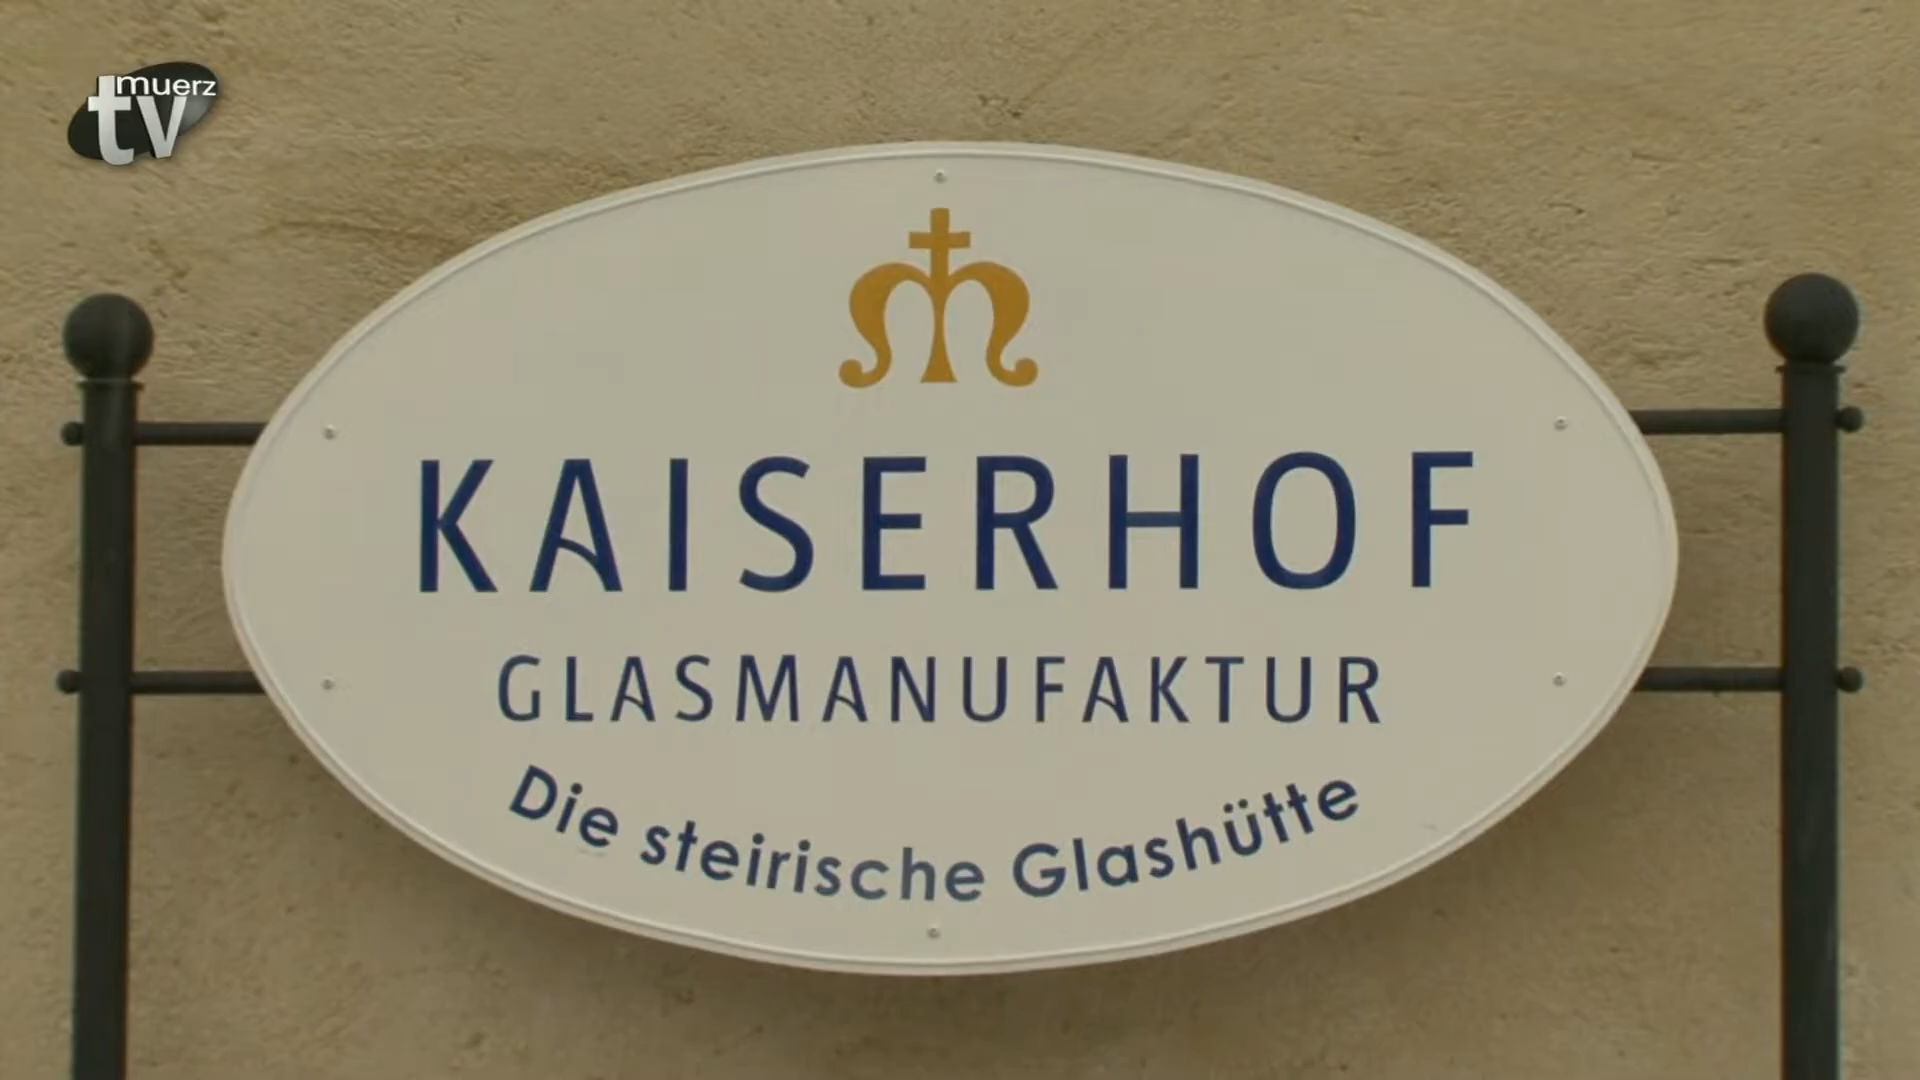 muerz
tv
KAISERHOF
GLASMANUFAKTUR
Die steirische Glashütte